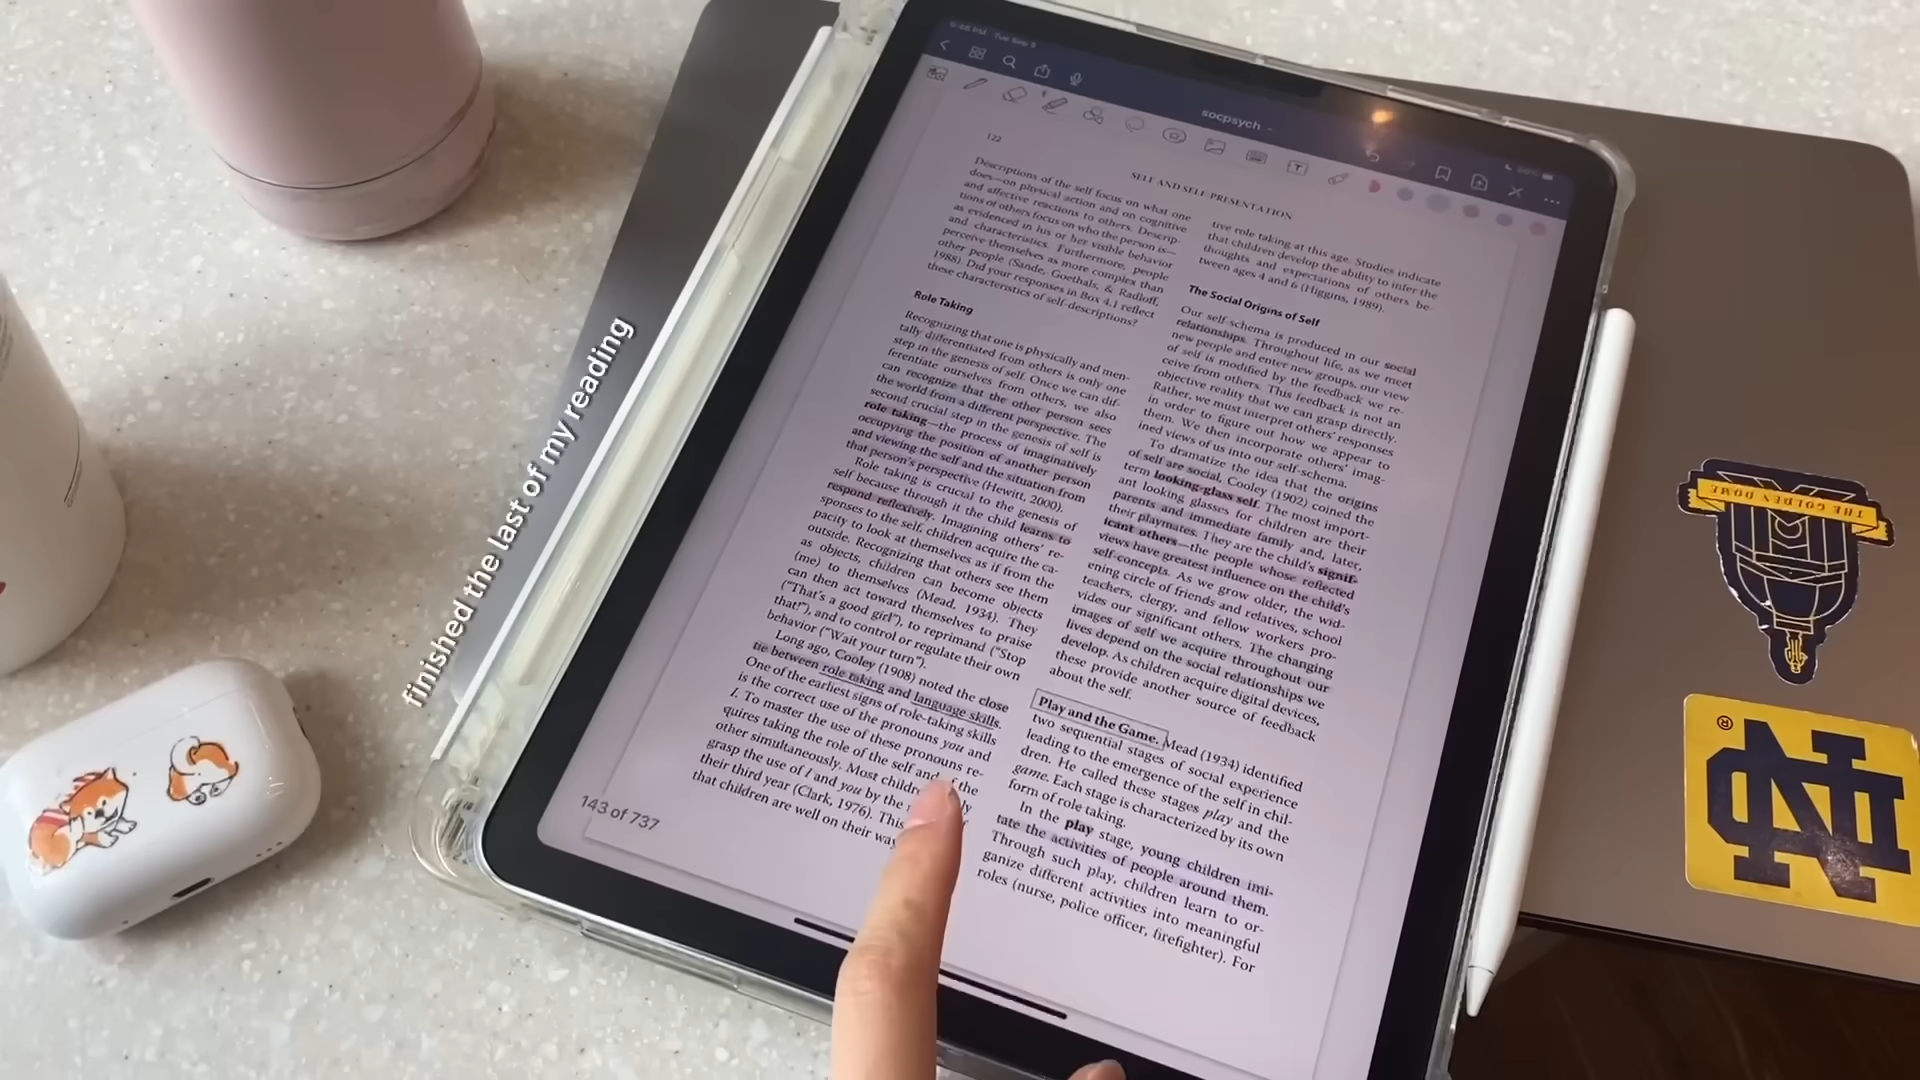 finished the last of my reading
9:48 PM Tue Sep 5
socpsych
122
SELF AND SELF-PRESENTATION
Descriptions of the self focus on what one
does—on physical action and on cognitive
and affective reactions to others. Descrip-
tions of others focus on who the person is—
as evidenced in his or her visible behavior
and characteristics. Furthermore, people
perceive themselves as more complex than
other people (Sande, Goethals, & Radloff,
1988). Did your responses in Box 4.1 reflect
these characteristics of self-descriptions?
Role Taking
Recognizing that one is physically and men-
tally differentiated from others is only one
step in the genesis of self. Once we can dif-
ferentiate ourselves from others, we also
can recognize that the other person sees
the world from a different perspective. The
second crucial step in the genesis of self is
role taking—the process of imaginatively
occupying the position of another person
and viewing the self and the situation from
that person's perspective (Hewitt, 2000).
Role taking is crucial to the genesis of
self because through it the child learns to
respond reflexively. Imagining others' re-
sponses to the self, children acquire the ca-
pacity to look at themselves as if from the
outside. Recognizing that others see them
as objects, children can become objects
(me) to themselves (Mead, 1934). They
can then act toward themselves to praise
("That's a good girl"), to reprimand ("Stop
that!"), and to control or regulate their own
behavior ("Wait your turn").
Long ago, Cooley (1908) noted the close
tie between role taking and language skills.
One of the earliest signs of role-taking skills
is the correct use of the pronouns you and
I. To master the use of these pronouns re-
quires taking the role of the self and of the
other simultaneously. Most
grasp the use of I and you by the
their third year (Clark, 1976). This
that children are well on their way
tive role taking at this age. Studies indicate
that children develop the ability to infer the
thoughts and expectations of others be-
tween ages 4 and 6 (Higgins, 1989).
The Social Origins of Self
Our self-schema is produced in our social
relationships. Throughout life, as we meet
new people and enter new groups, our view
of self is modified by the feedback we re-
ceive from others. This feedback is not an
objective reality that we can grasp directly.
Rather, we must interpret others' responses
in order to figure out how we appear to
them. We then incorporate others' imag-
ined views of us into our self-schema.
To dramatize the idea that the origins
of self are social, Cooley (1902) coined the
term looking-glass self. The most import-
ant looking glasses for children are their
parents and immediate family and, later,
their playmates. They are the child's signif-
icant others—the people whose reflected
views have greatest influence on the child's
self-concepts. As we grow older, the wid-
ening circle of friends and relatives, school
teachers, clergy, and fellow workers pro-
vides our significant others. The changing
images of self we acquire throughout our
lives depend on the social relationships we
develop. As children acquire digital devices,
these provide another source of feedback
about the self.
Play and the Game. Mead (1934) identified
two sequential stages of social experience
leading to the emergence of the self in chil-
dren. He called these stages play and the
game. Each stage is characterized by its own
form of role taking.
In the play stage, young children imi-
tate the activities of people around them.
Through such play, children learn to or-
ganize different activities into meaningful
roles (nurse, police officer, firefighter). For
143 of 737
THE GOLDEN DOME
ND
®